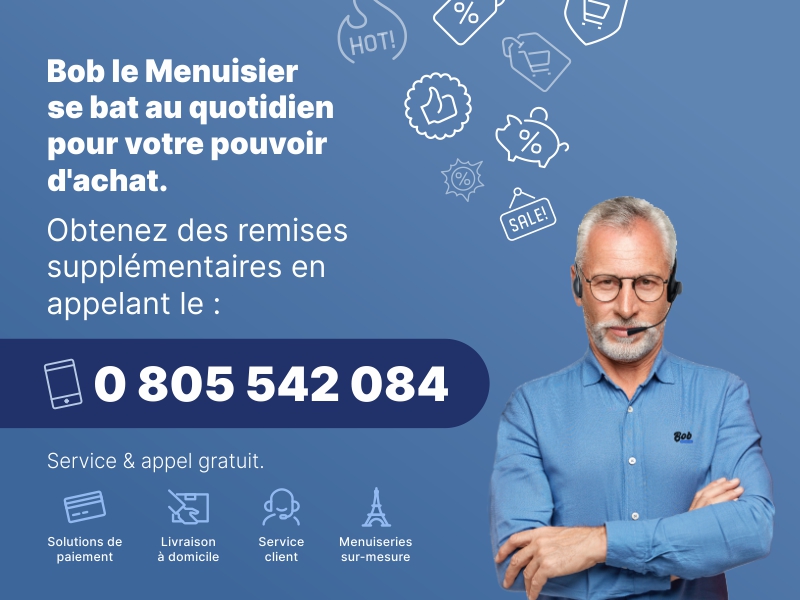 HOT!
%
Bob le Menuisier
se bat au quotidien
pour votre pouvoir
d'achat.
%
%
SALE!
Obtenez des remises
supplémentaires en
appelant le :
0 805 542 084
Bob
Service & appel gratuit.
Solutions de
paiement
Livraison
à domicile
Service
client
Menuiseries
sur-mesure